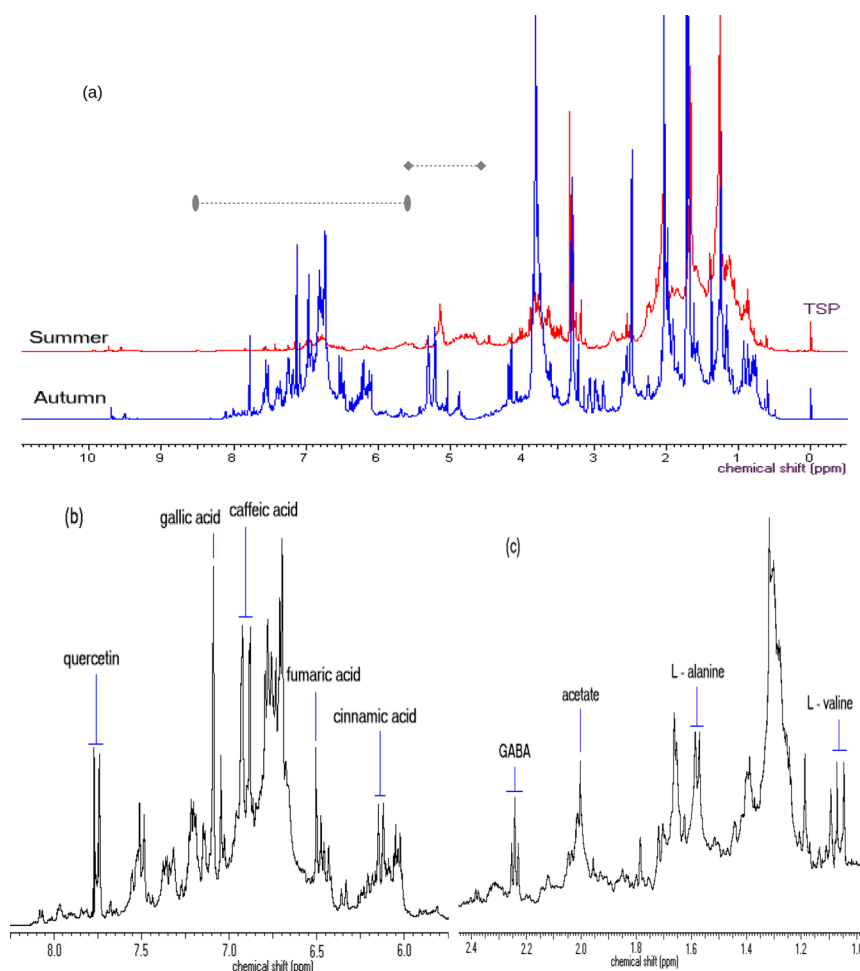 (a)
TSP
Summer
Autumn
10 9 8 7 6 5 4 3 2 1 0
chemical shift (ppm)
(b)
gallic acid
caffeic acid
quercetin
fumaric acid
cinnamic acid
8.0 7.5 7.0 6.5 6.0
chemical shift (ppm)
(c)
L - alanine
acetate
L - valine
GABA
2.4 2.2 2.0 1.8 1.6 1.4 1.2 1.0
chemical shift (ppm)